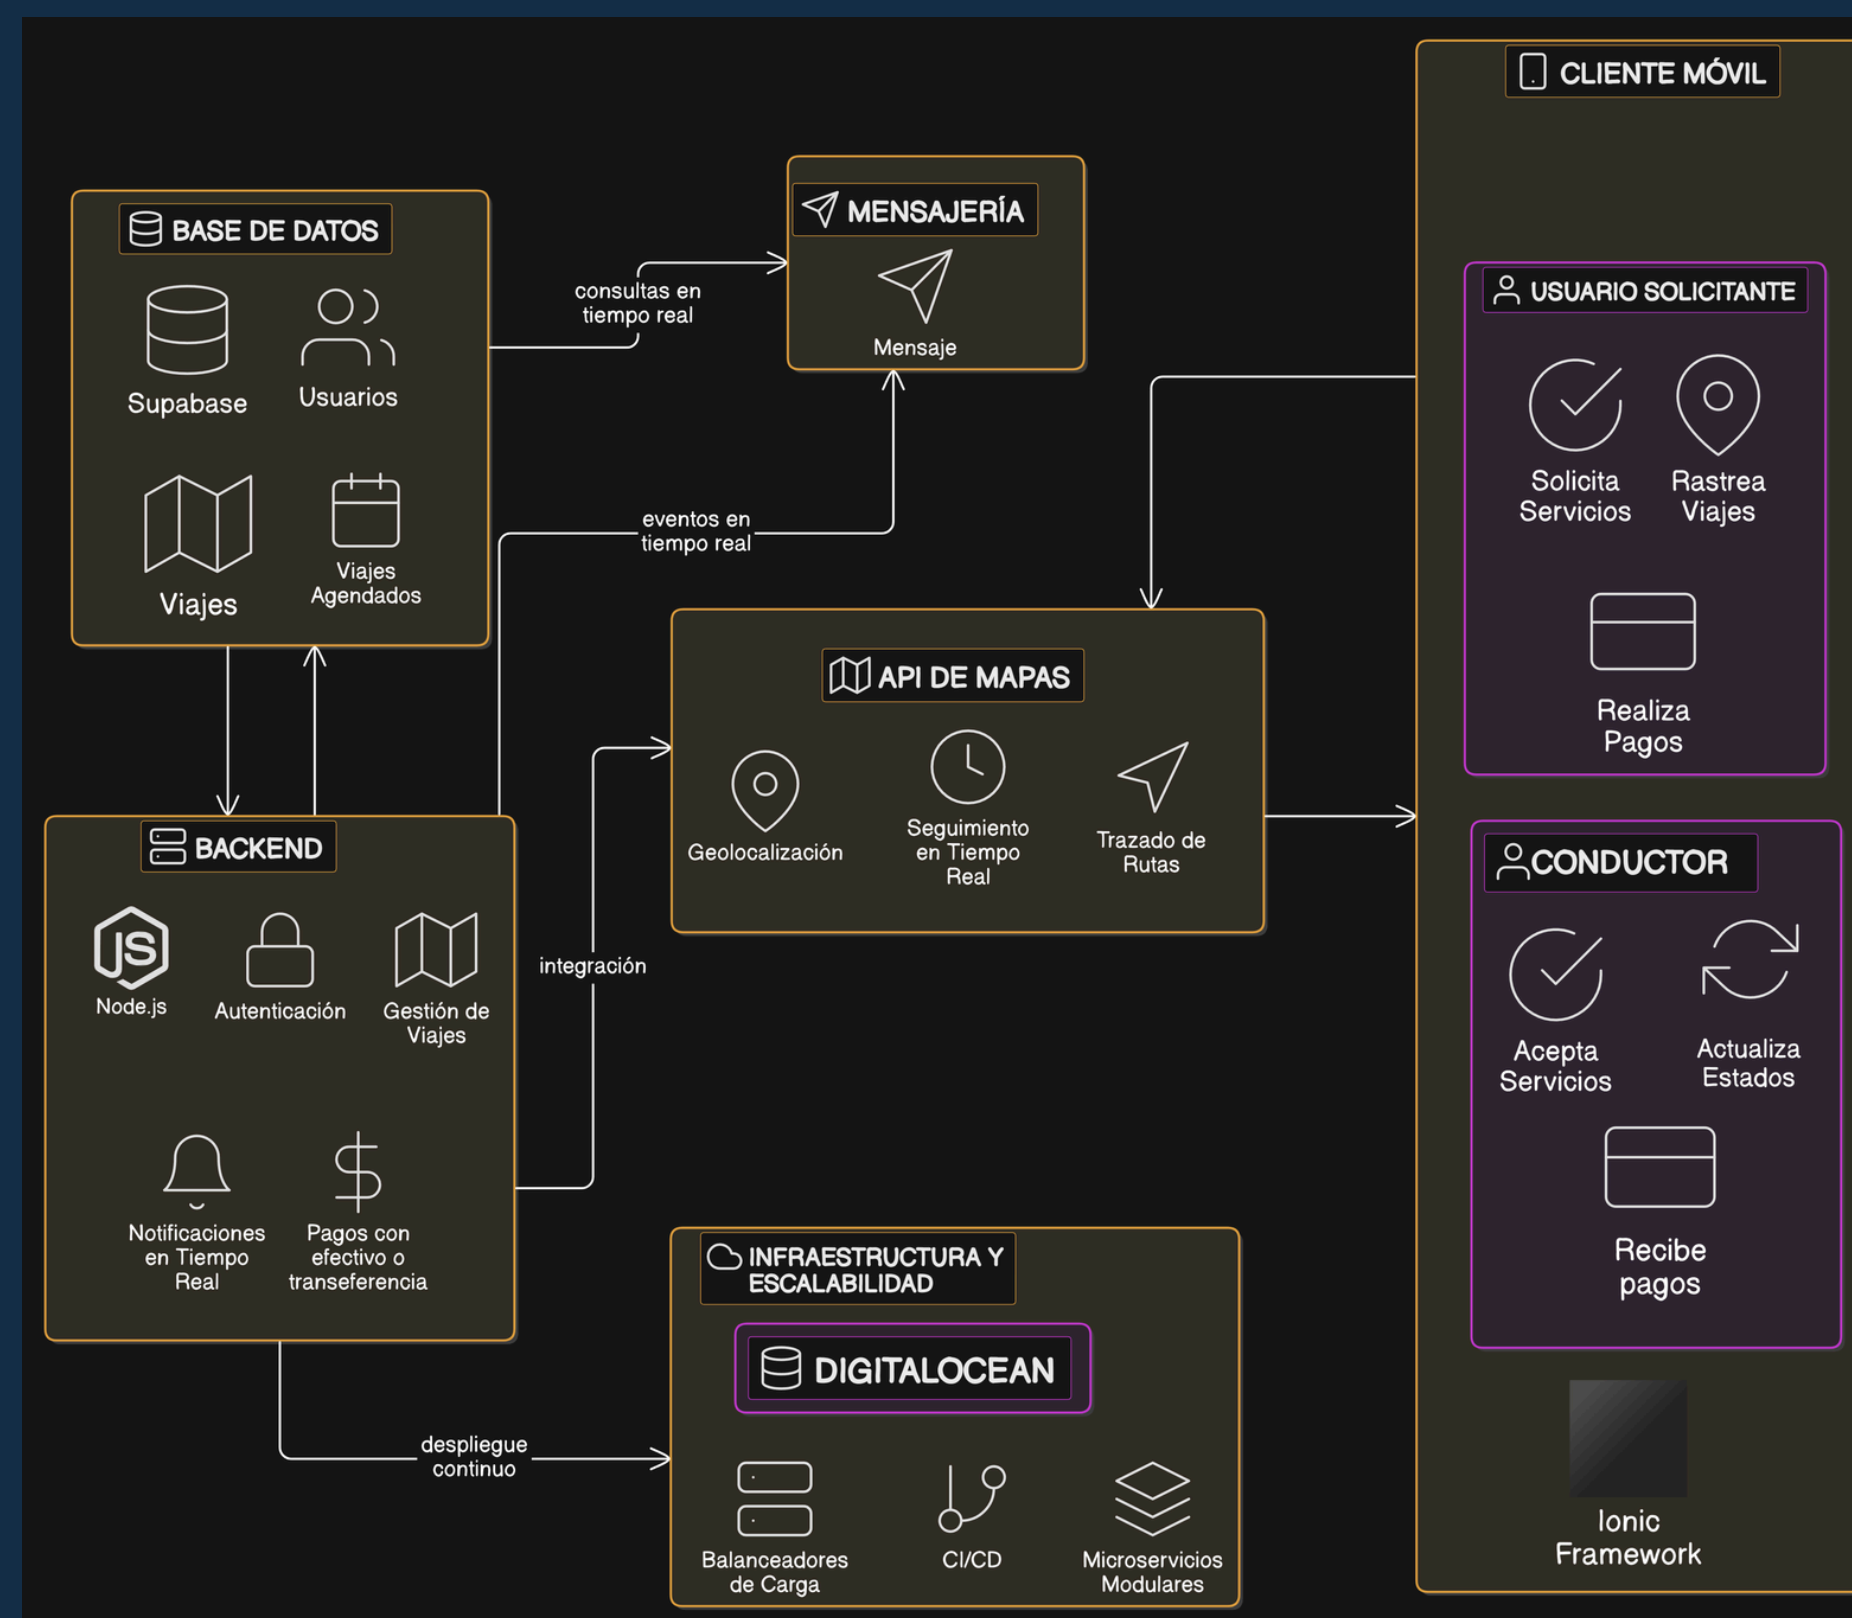 CLIENTE MÓVIL
MENSAJERÍA
Mensaje
BASE DE DATOS
Supabase
Usuarios
Viajes
Viajes
Agendados
consultas en
tiempo real
eventos en
tiempo real
USUARIO SOLICITANTE
Solicita
Servicios
Rastrea
Viajes
Realiza
Pagos
API DE MAPAS
Geolocalización
Seguimiento
en Tiempo
Real
Trazado de
Rutas
BACKEND
Node.js
Autenticación
Gestión de
Viajes
Notificaciones
en Tiempo
Real
Pagos con
efectivo o
transeferencia
integración
CONDUCTOR
Acepta
Servicios
Actualiza
Estados
Recibe
pagos
INFRAESTRUCTURA Y
ESCALABILIDAD
DIGITALOCEAN
despliegue
continuo
Balanceadores
de Carga
CI/CD
Microservicios
Modulares
Ionic
Framework